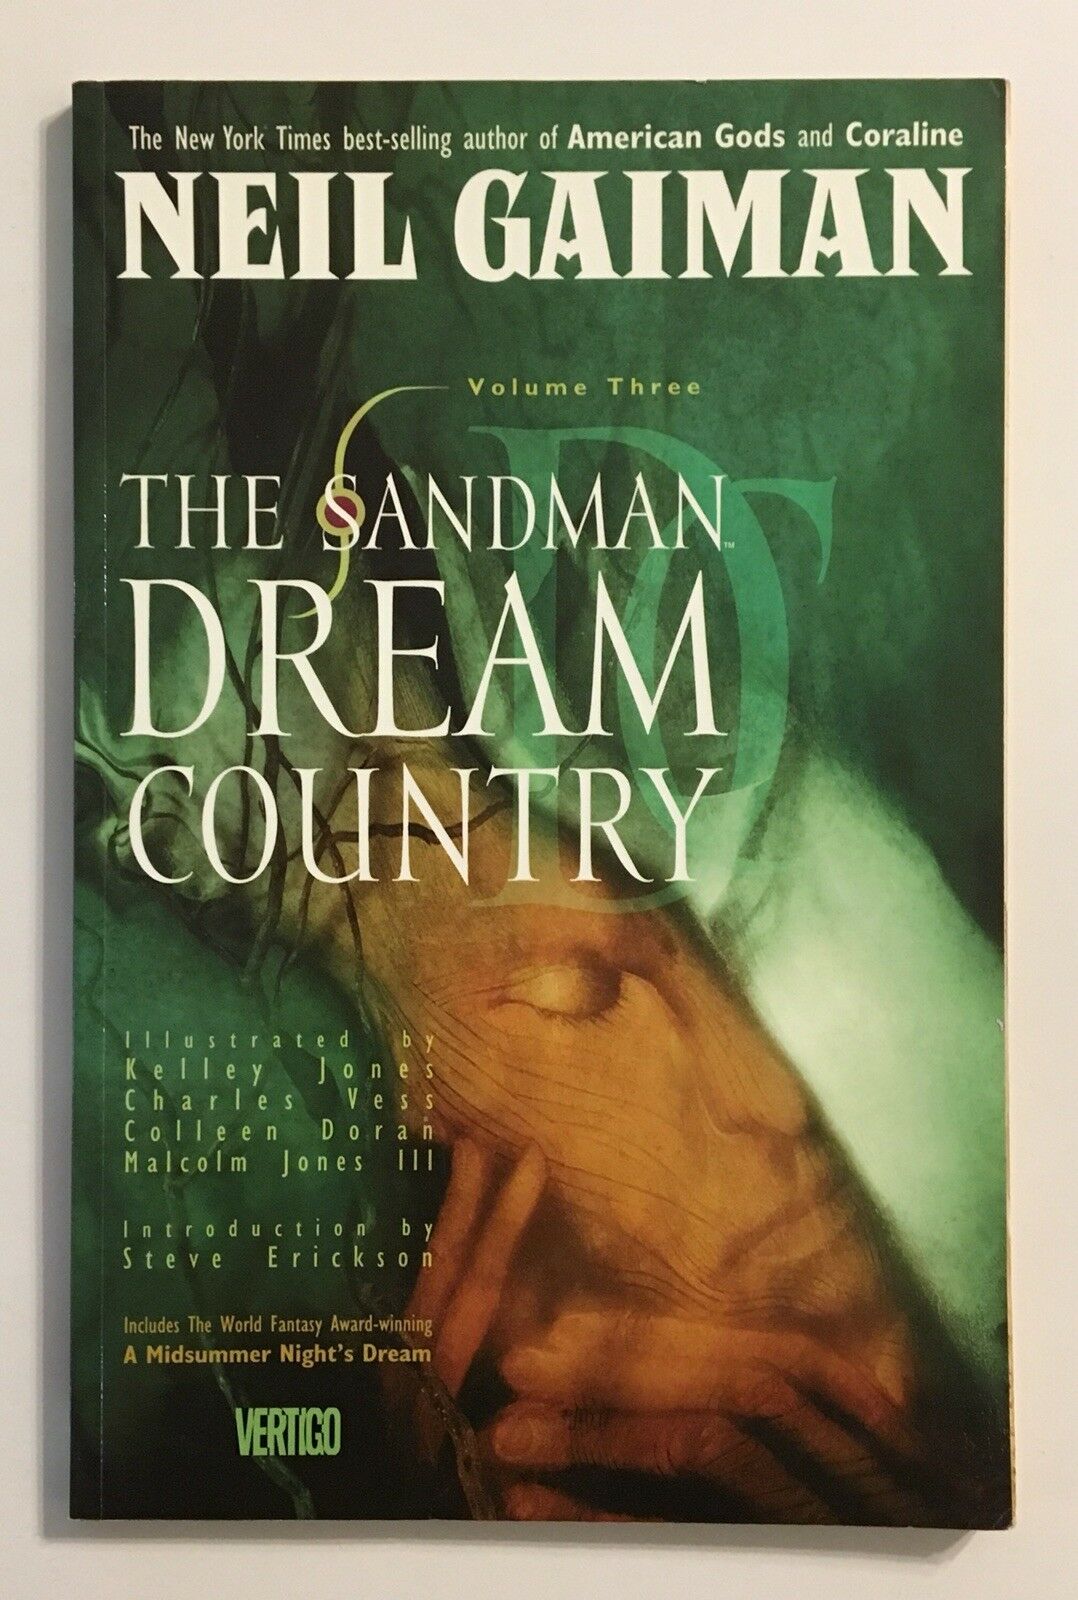 The New York Times best-selling author of American Gods and Coraline
NEIL GAIMAN
Volume Three
THE SANDMAN™
DREAM
COUNTRY
DC
Illustrated by
Kelley Jones
Charles Vess
Colleen Doran
Malcolm Jones III
Introduction by
Steve Erickson
Includes The World Fantasy Award-winning
A Midsummer Night's Dream
VERTIGO